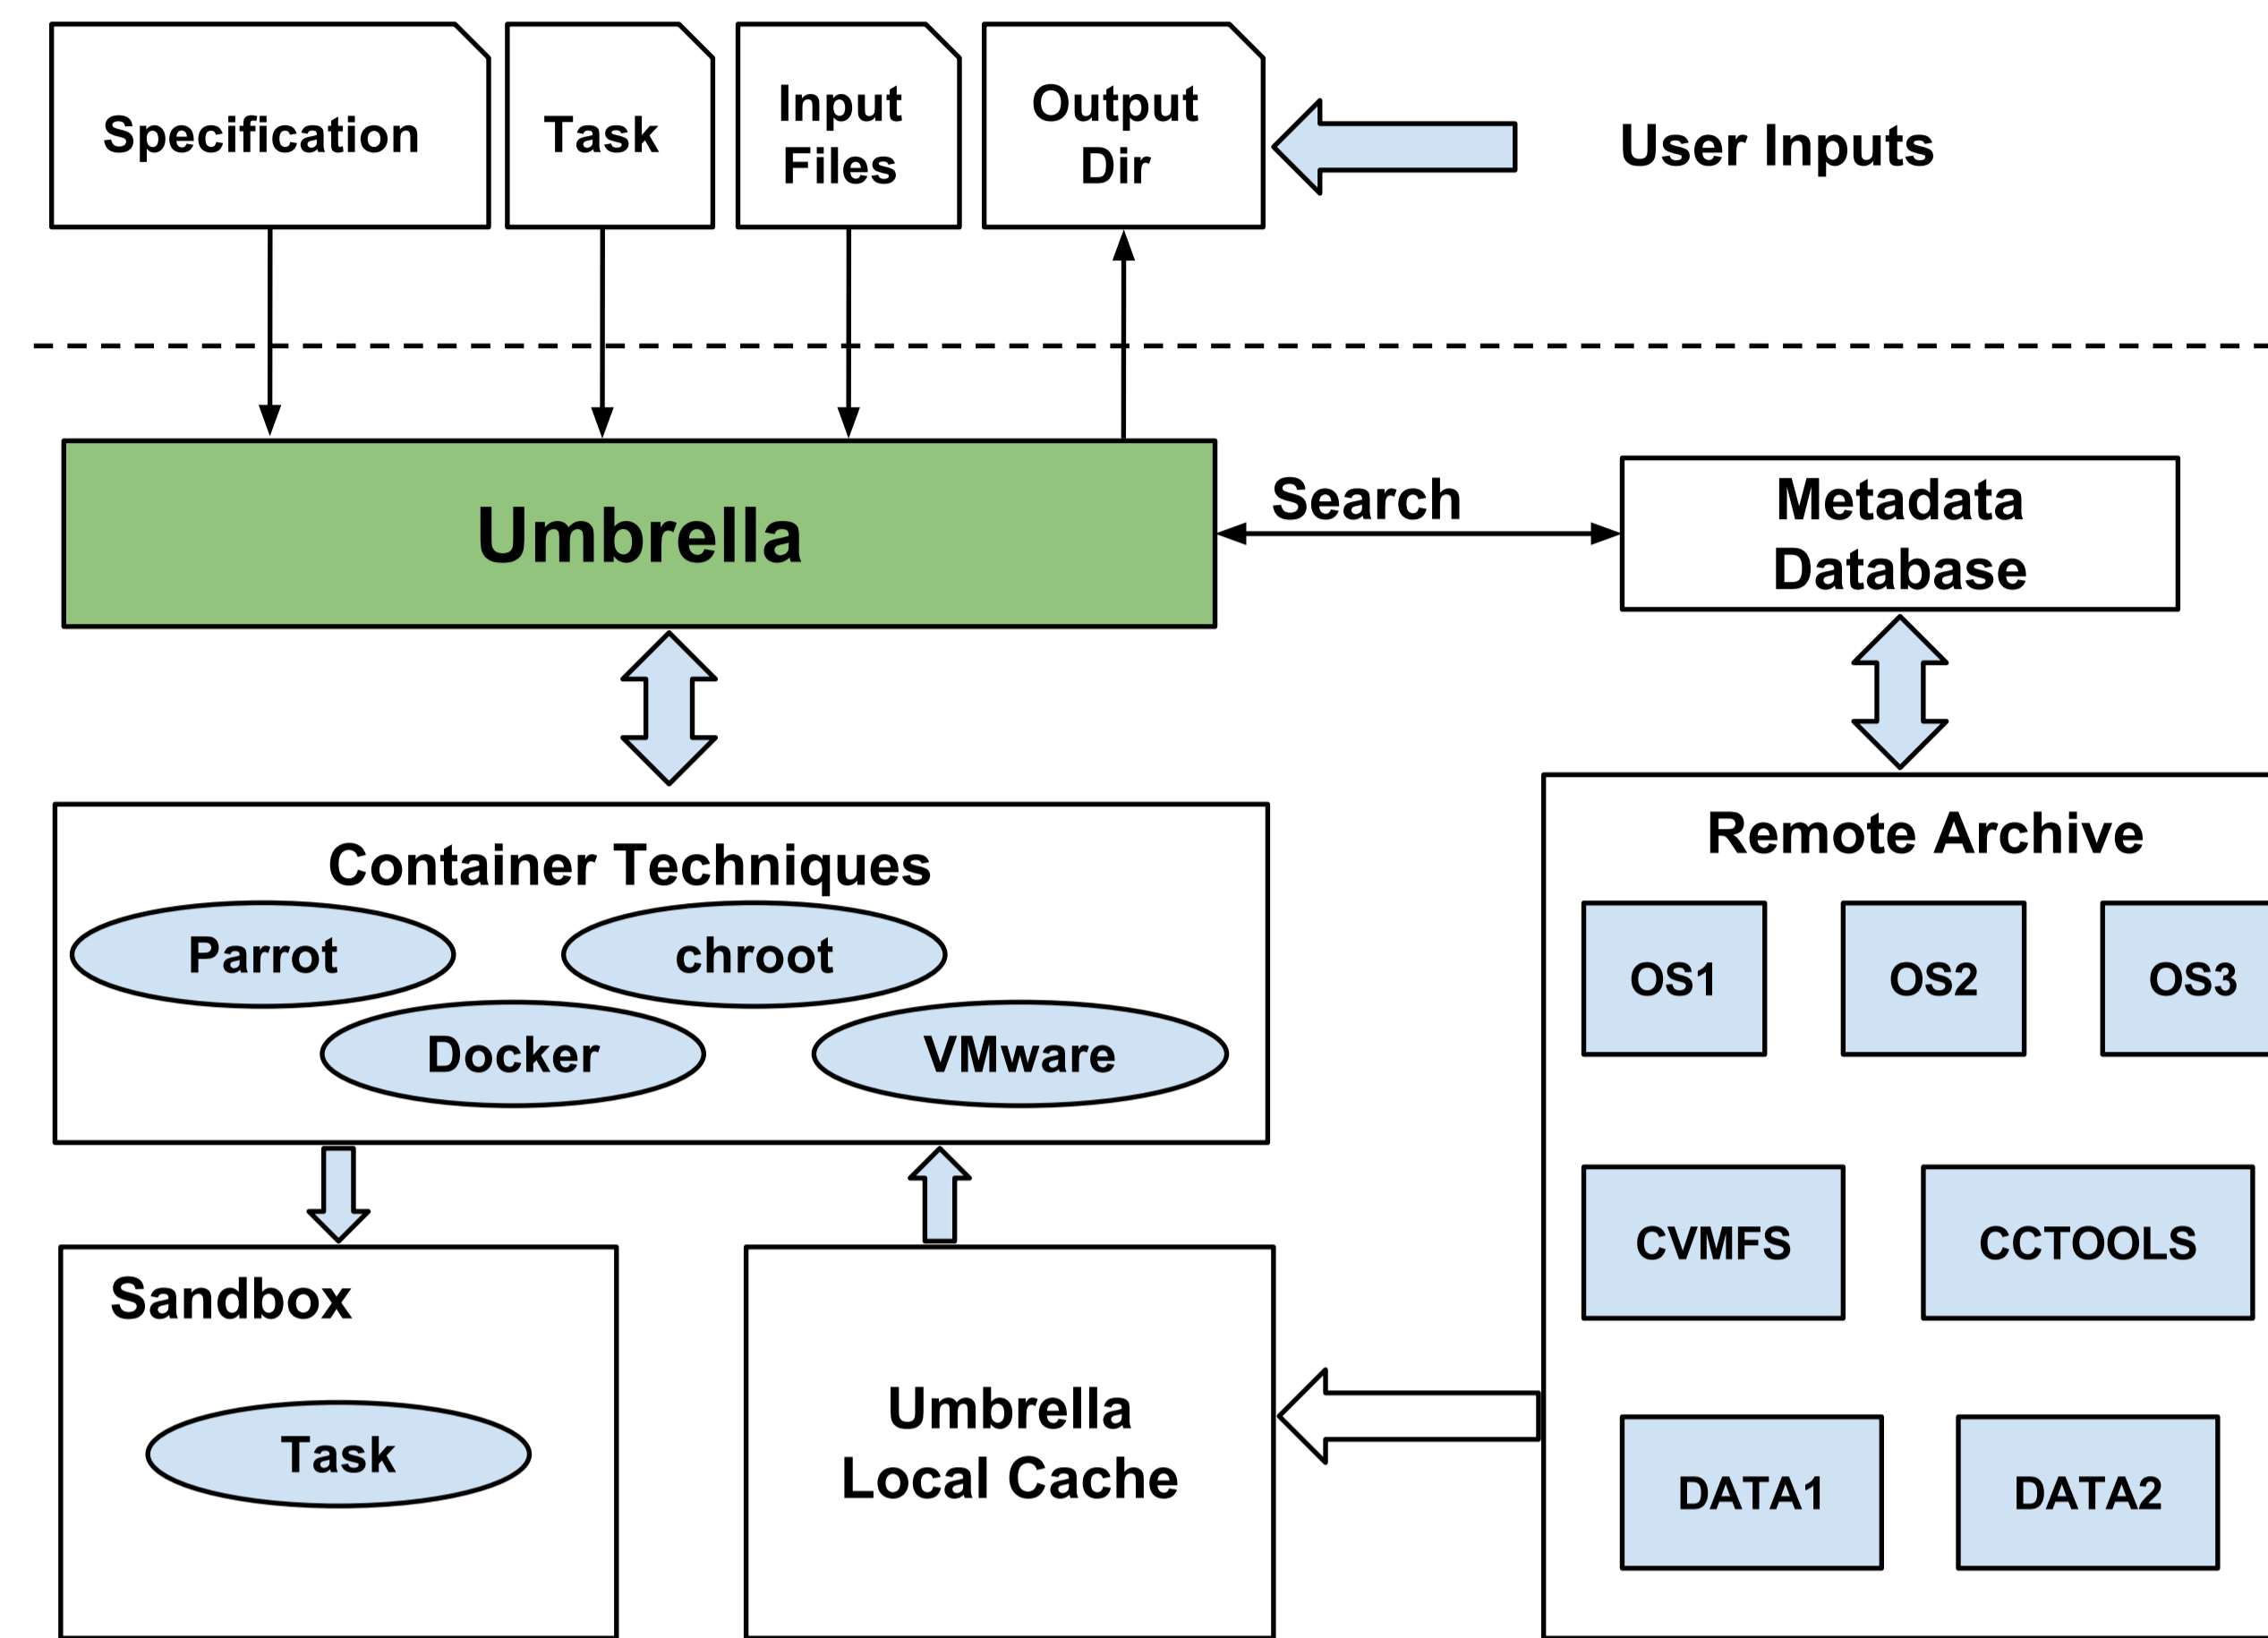 Specification
Task
Input
Files
Output
Dir
User Inputs
Umbrella
Search
Metadata
Database
Container Techniques
Parrot
chroot
Docker
VMware
Remote Archive
OS1
OS2
OS3
CVMFS
CCTOOLS
DATA1
DATA2
Sandbox
Task
Umbrella
Local Cache